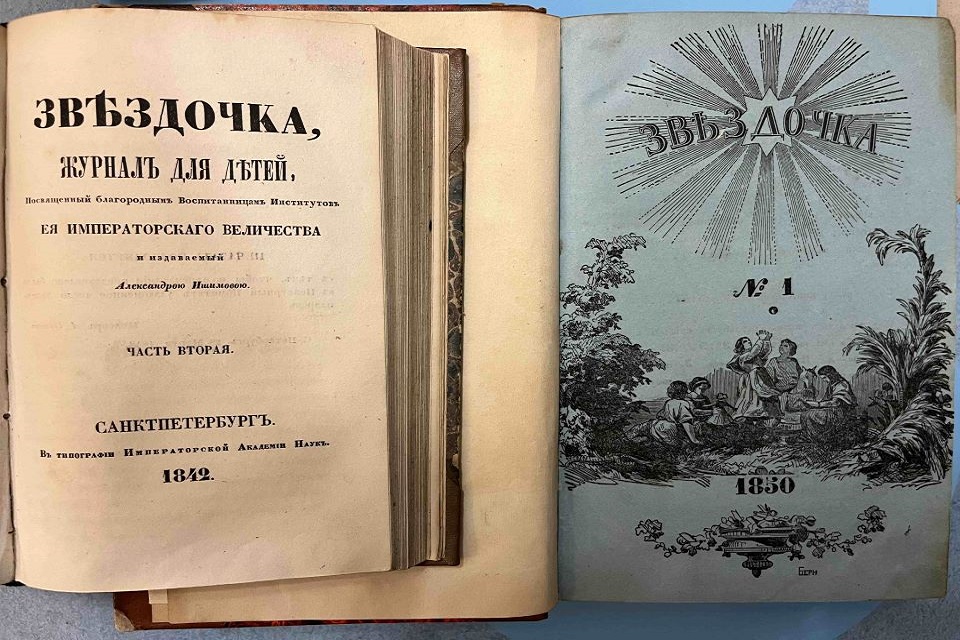 ЗВѢЗДОЧКА,
ЖУРНАЛЪ ДЛЯ ДѢТЕЙ,
Посвященный благороднымъ Воспитанницамъ Институтовъ
ЕЯ ИМПЕРАТОРСКАГО ВЕЛИЧЕСТВА
и издаваемый
Александрою Ишимовою.
ЧАСТЬ ВТОРАЯ.
САНКТПЕТЕРБУРГЪ.
Въ типографіи Императорской Академіи Наукъ.
1842.
ЗВѢЗДОЧКА
№ 1
1850
Берн